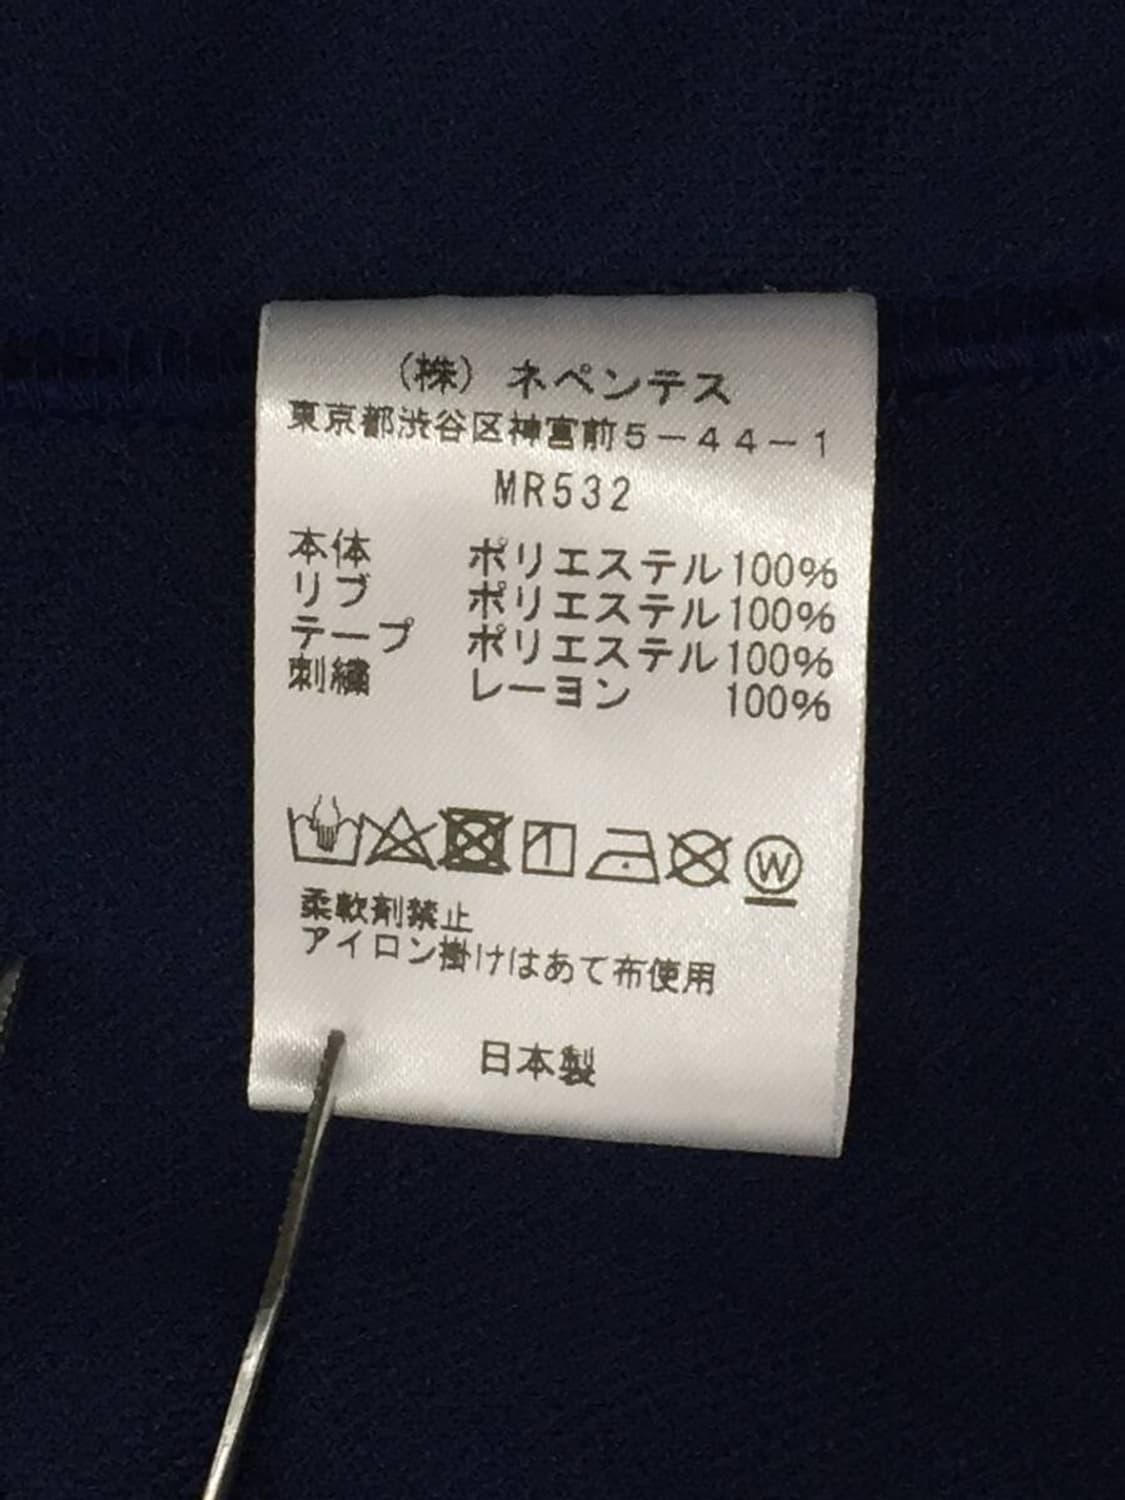 (株) ネペンテス
東京都渋谷区神宮前5-44-1
MR532
本体 ポリエステル100%
リブ ポリエステル100%
テープ ポリエステル100%
刺繍 レーヨン 100%
W
柔軟剤禁止
アイロン掛けはあて布使用
日本製